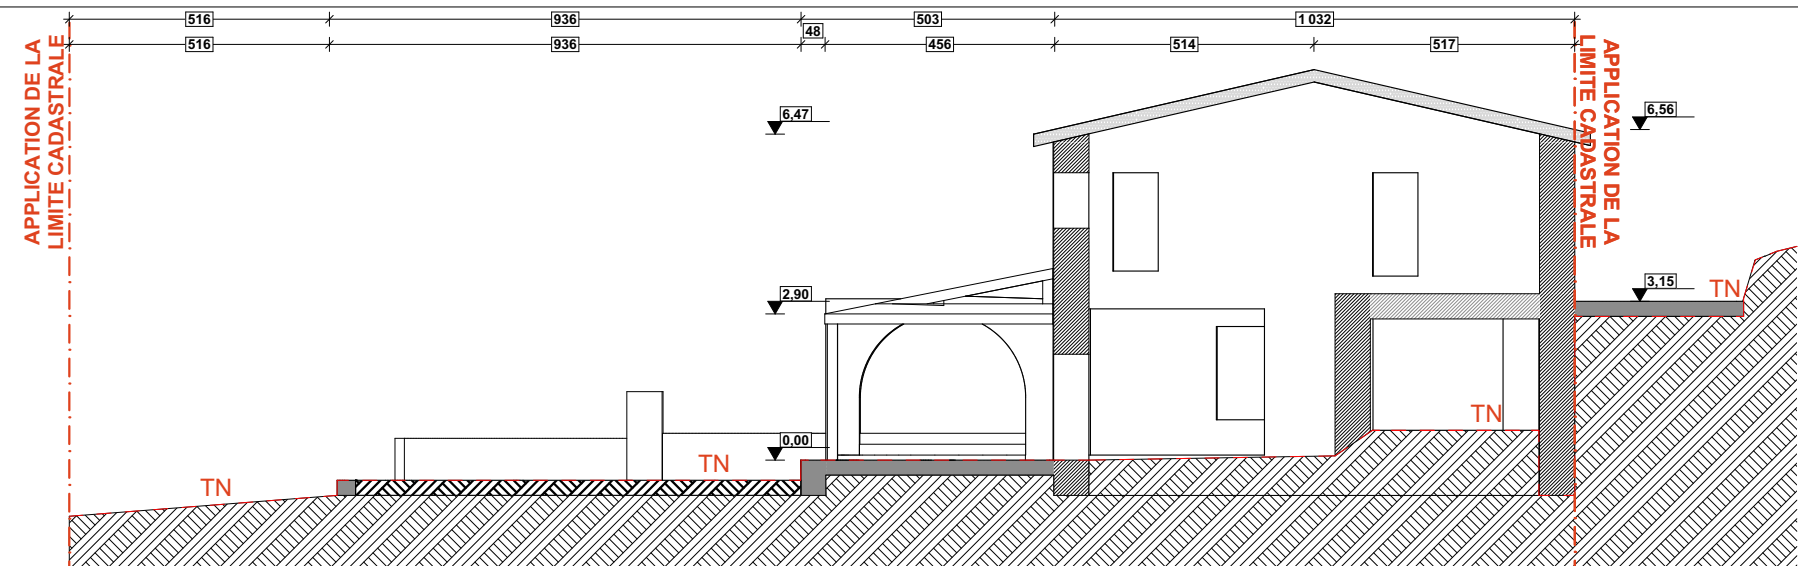 516
936
503
1 032
48
516
936
456
514
517
APPLICATION DE LA
LIMITE CADASTRALE
APPLICATION DE LA
LIMITE CADASTRALE
6,47
6,56
2,90
3,15
TN
TN
0,00
TN
TN